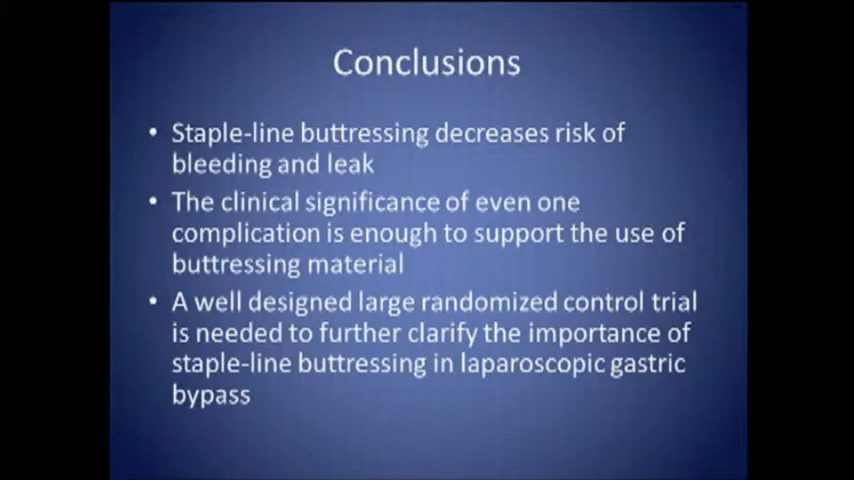 Conclusions
• Staple-line buttressing decreases risk of
bleeding and leak
• The clinical significance of even one
complication is enough to support the use of
buttressing material
• A well designed large randomized control trial
is needed to further clarify the importance of
staple-line buttressing in laparoscopic gastric
bypass